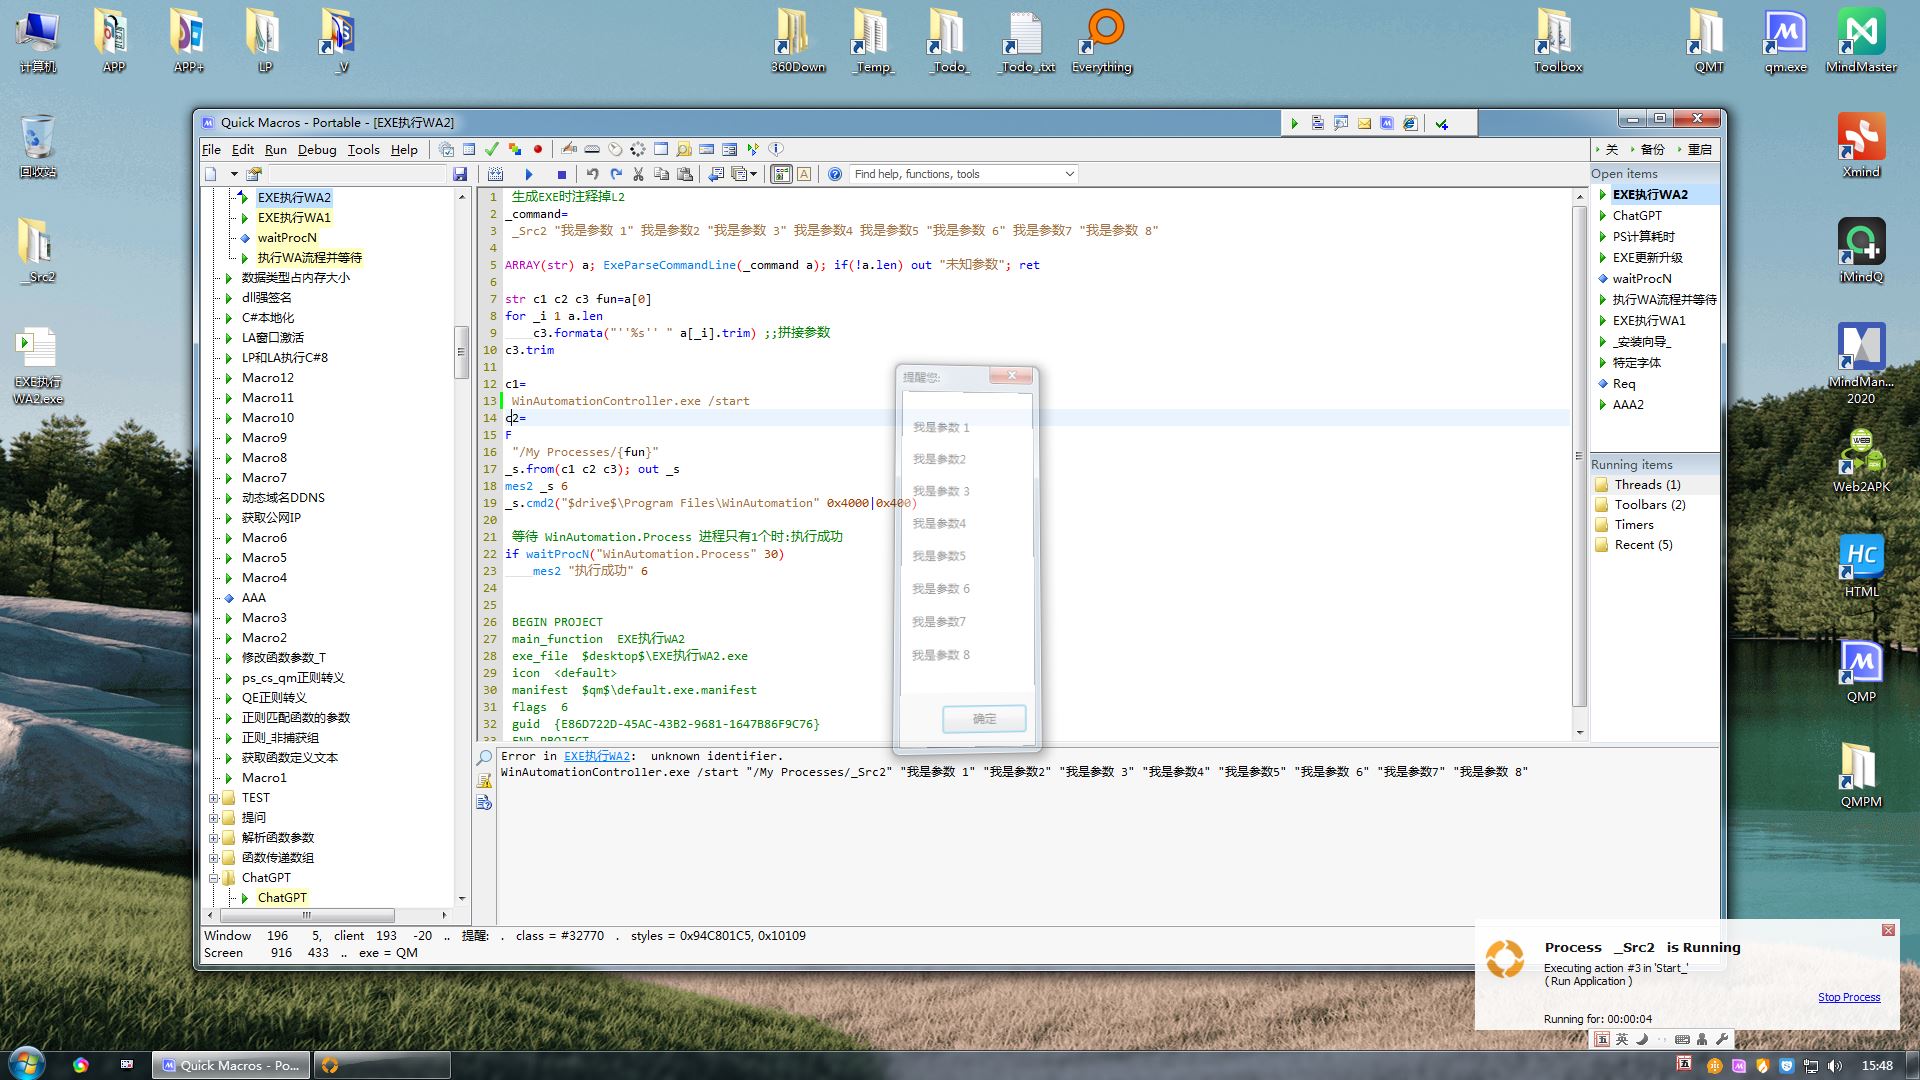 计算机
APP
APP+
LP
_V
360Down
_Temp_
_Todo_
_Todo_.txt
Everything
Toolbox
QMT
qm.exe
MindMaster
回收站
__Src2
EXE执行
WA2.exe
Xmind
iMindQ
MindMan...
2020
Web2APK
HTML
QMP
QMPM
Quick Macros - Portable - [EXE执行WA2]
File Edit Run Debug Tools Help
关 备份 重启
Find help, functions, tools
EXE执行WA2
EXE执行WA1
waitProcN
执行WA流程并等待
数据类型占内存大小
dll强签名
C#本地化
LA窗口激活
LP和LA执行C#8
Macro12
Macro11
Macro10
Macro9
Macro8
Macro7
动态域名DDNS
获取公网IP
Macro6
Macro5
Macro4
AAA
Macro3
Macro2
修改函数参数_T
ps_cs_qm正则转义
QE正则转义
正则匹配函数的参数
正则_非捕获组
获取函数定义文本
Macro1
TEST
提问
解析函数参数
函数传递数组
ChatGPT
ChatGPT
1 生成EXE时注释掉L2
2 _command=
3 _Src2 "我是参数 1" 我是参数2 "我是参数 3" 我是参数4 我是参数5 "我是参数 6" 我是参数7 "我是参数 8"
4
5 ARRAY(str) a; ExeParseCommandLine(_command a); if(!a.len) out "未知参数"; ret
6
7 str c1 c2 c3 fun=a[0]
8 for _i 1 a.len
9 c3.formata("''%s'' " a[_i].trim) ;;拼接参数
10 c3.trim
11
12 c1=
13 WinAutomationController.exe /start
14 c2=
15 F
16 "/My Processes/{fun}"
17 _s.from(c1 c2 c3); out _s
18 mes2 _s 6
19 _s.cmd2("$drive$\Program Files\WinAutomation" 0x4000|0x400)
20
21 等待 WinAutomation.Process 进程只有1个时:执行成功
22 if waitProcN("WinAutomation.Process" 30)
23 mes2 "执行成功" 6
24
25
26 BEGIN PROJECT
27 main_function EXE执行WA2
28 exe_file $desktop$\EXE执行WA2.exe
29 icon <default>
30 manifest $qm$\default.exe.manifest
31 flags 6
32 guid {E86D722D-45AC-43B2-9681-1647B86F9C76}
33 END PROJECT
提醒您:
我是参数 1
我是参数2
我是参数 3
我是参数4
我是参数5
我是参数 6
我是参数7
我是参数 8
确定
Open items
EXE执行WA2
ChatGPT
PS计算耗时
EXE更新升级
waitProcN
执行WA流程并等待
EXE执行WA1
_安装向导_
特定字体
Req
AAA2
Running items
Threads (1)
Toolbars (2)
Timers
Recent (5)
Error in EXE执行WA2: unknown identifier.
WinAutomationController.exe /start "/My Processes/_Src2" "我是参数 1" "我是参数2" "我是参数 3" "我是参数4" "我是参数5" "我是参数 6" "我是参数7" "我是参数 8"
Window 196 5, client 193 -20 .. 提醒: . class = #32770 . styles = 0x94C801C5, 0x10109
Screen 916 433 .. exe = QM
Process _Src2 is Running
Executing action #3 in 'Start_'
( Run Application )
Stop Process
Running for: 00:00:04
五 英
Quick Macros - Po...
五
15:48